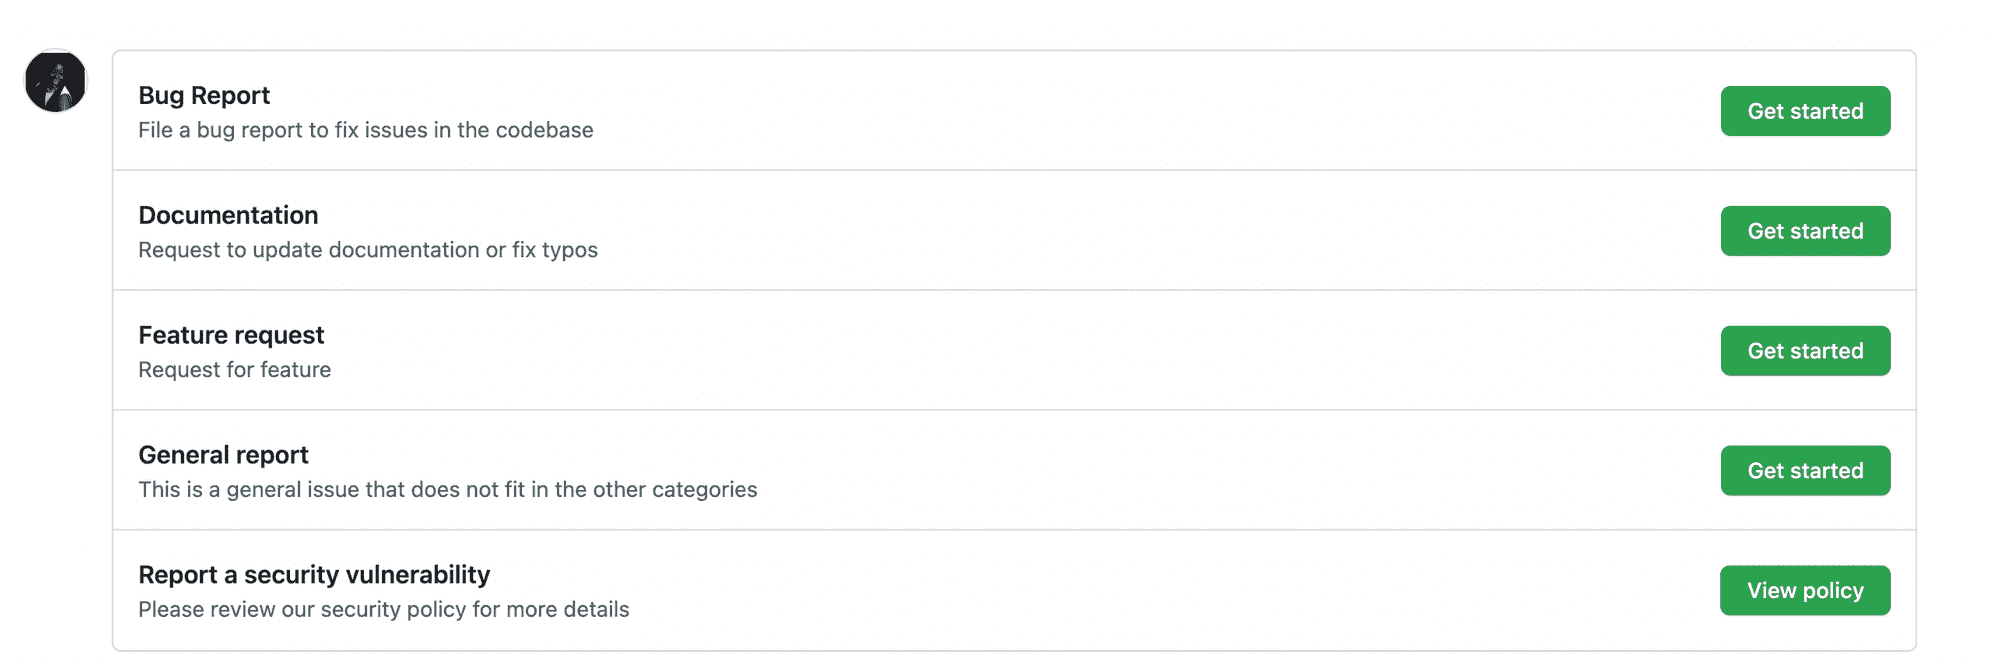 Bug Report
File a bug report to fix issues in the codebase
Get started
Documentation
Request to update documentation or fix typos
Get started
Feature request
Request for feature
Get started
General report
This is a general issue that does not fit in the other categories
Get started
Report a security vulnerability
Please review our security policy for more details
View policy